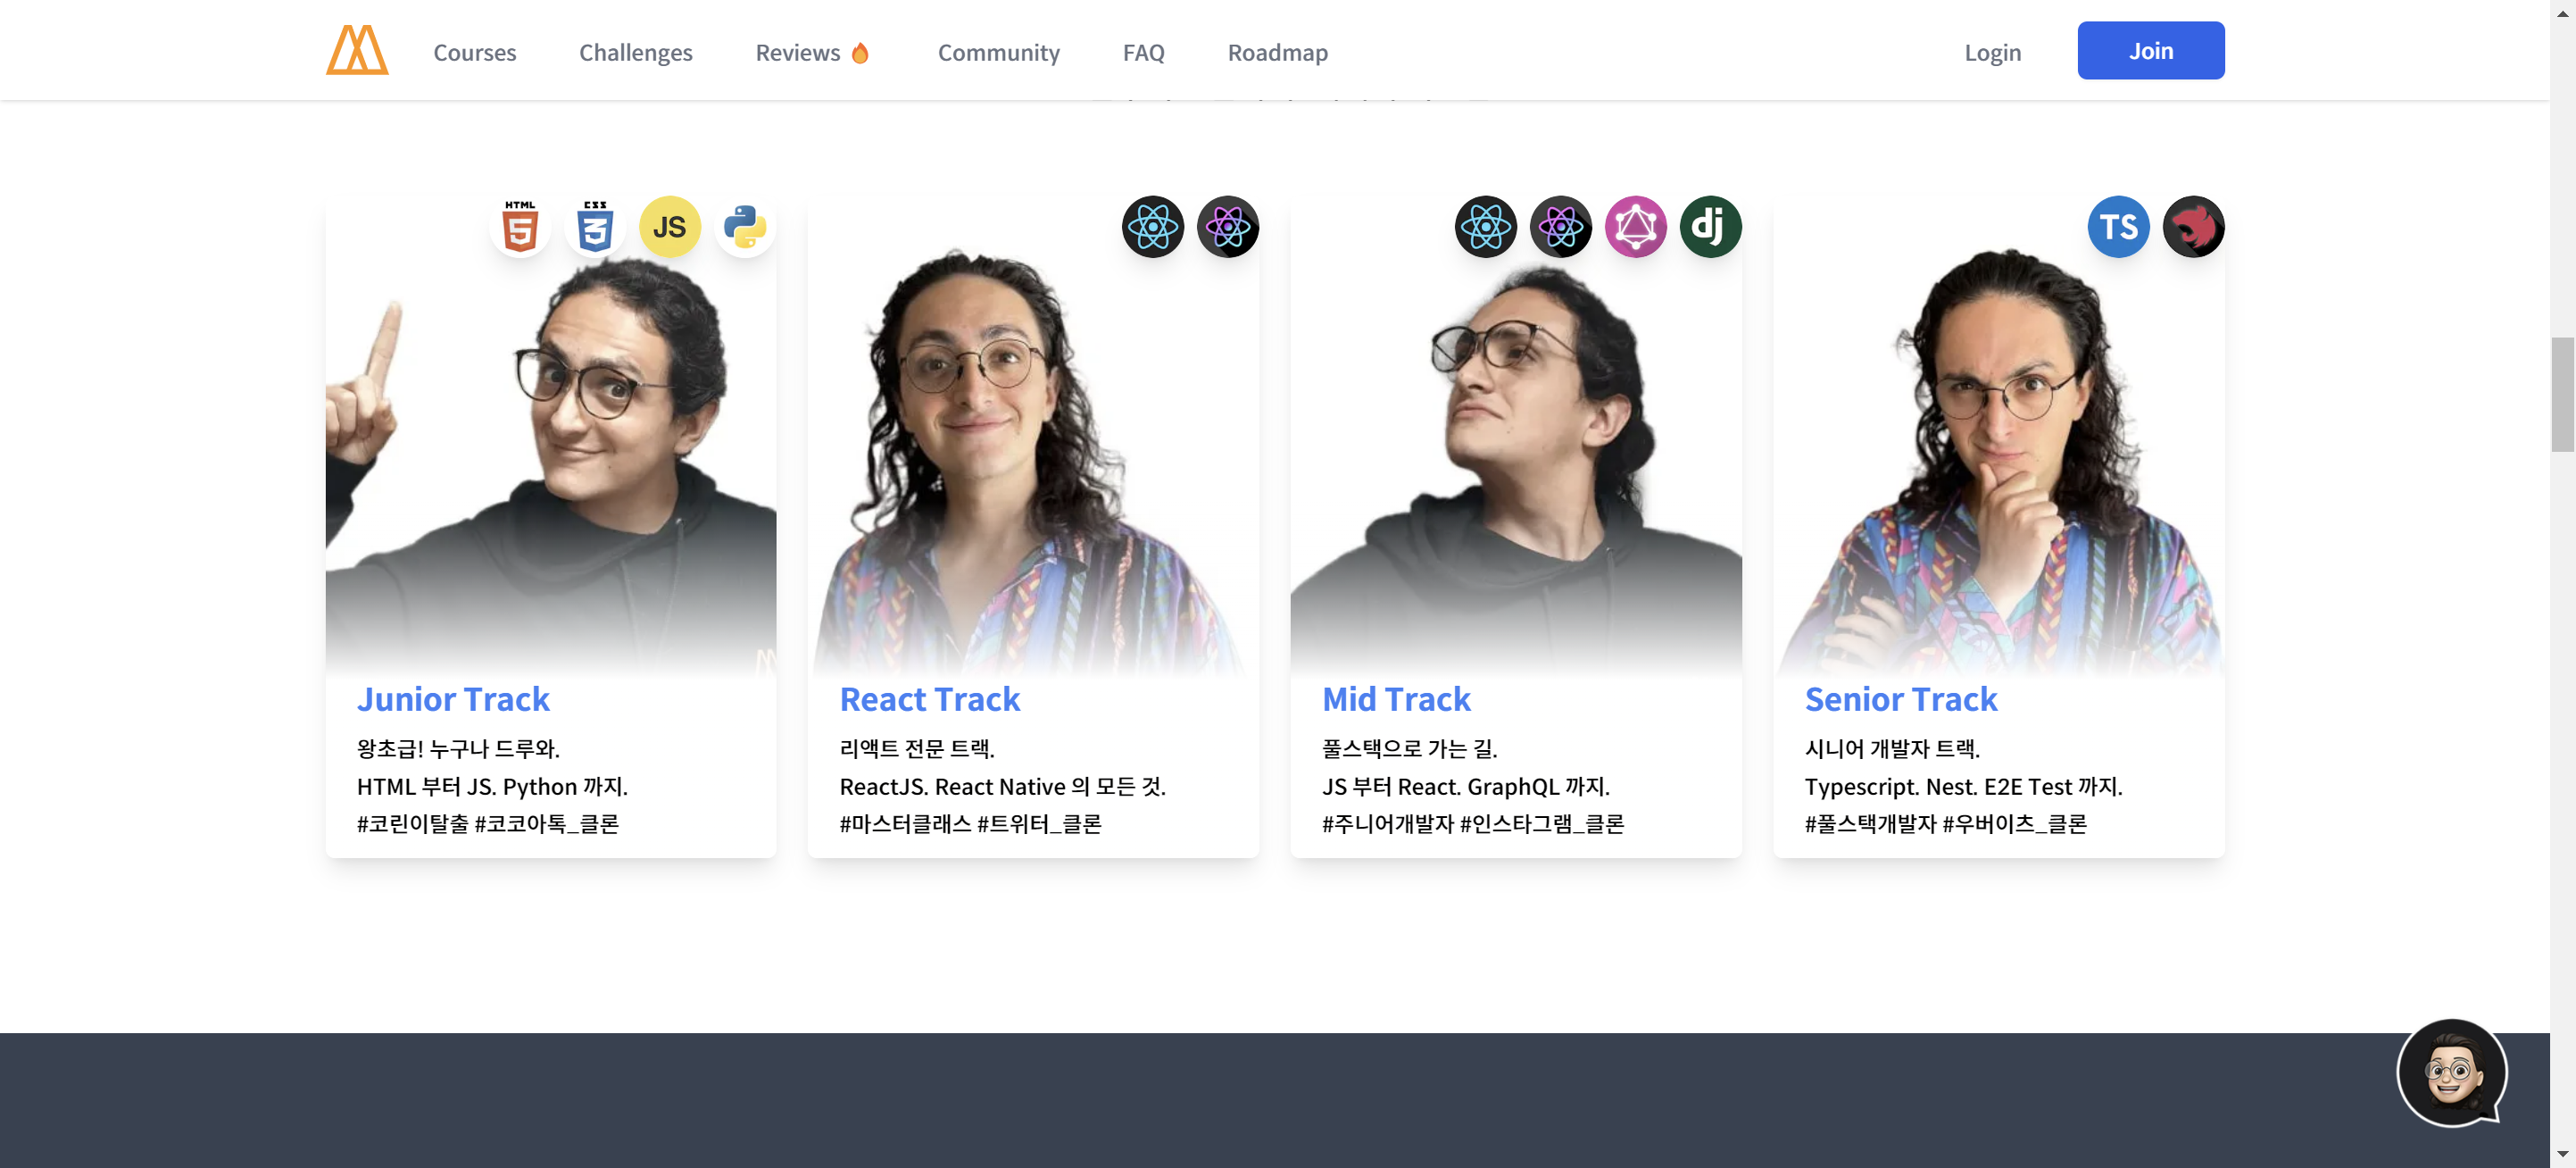 Courses Challenges Reviews Community FAQ Roadmap Login Join
HTML 5
CSS 3
JS
dj
TS
Junior Track
왕초급! 누구나 드루와.
HTML 부터 JS. Python 까지.
#코린이탈출 #코코아톡_클론
React Track
리액트 전문 트랙.
ReactJS. React Native 의 모든 것.
#마스터클래스 #트위터_클론
Mid Track
풀스택으로 가는 길.
JS 부터 React. GraphQL 까지.
#주니어개발자 #인스타그램_클론
Senior Track
시니어 개발자 트랙.
Typescript. Nest. E2E Test 까지.
#풀스택개발자 #우버이츠_클론